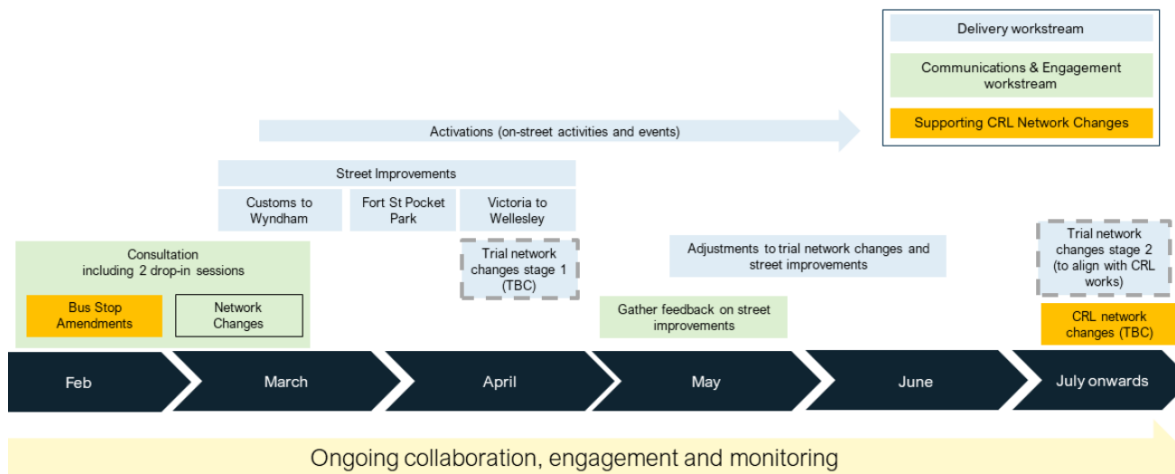 Delivery workstream
Communications & Engagement
workstream
Supporting CRL Network Changes
Activations (on-street activities and events)
Street Improvements
Customs to
Wyndham
Fort St Pocket
Park
Victoria to
Wellesley
Consultation
including 2 drop-in sessions
Bus Stop
Amendments
Network
Changes
Trial network
changes stage 1
(TBC)
Adjustments to trial network changes and
street improvements
Gather feedback on street
improvements
Trial network
changes stage 2
(to align with CRL
works)
CRL network
changes (TBC)
Feb
March
April
May
June
July onwards
Ongoing collaboration, engagement and monitoring